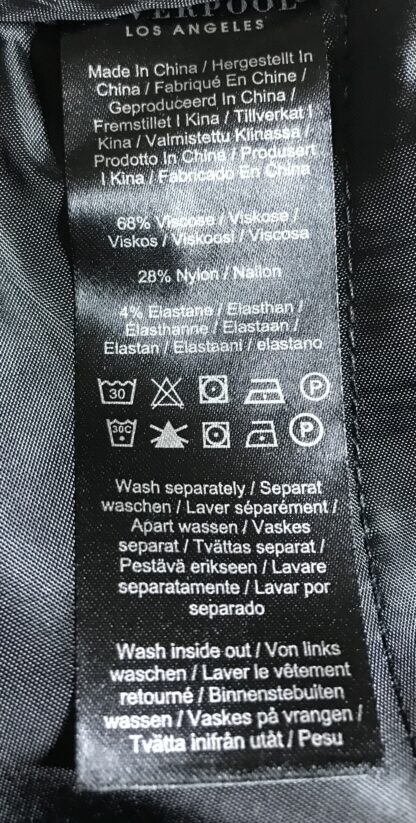 VERPOOL
LOS ANGELES
Made In China / Hergestellt In
China / Fabriqué En Chine /
Geproduceerd In China /
Fremstillet I Kina / Tillverkat I
Kina / Valmistettu Kiinassa /
Prodotto In China / Produsert
I Kina / Fabricado En China
68% Viscose / Viskose /
Viskos / Viskoosi / Viscosa
28% Nylon / Nailon
4% Elastane / Elasthan /
Élasthanne / Elastaan /
Elastan / Elastaani / elastano
30
P
30C
P
Wash separately / Separat
waschen / Laver séparément /
Apart wassen / Vaskes
separat / Tvättas separat /
Pestävä erikseen / Lavare
separatamente / Lavar por
separado
Wash inside out / Von links
waschen / Laver le vêtement
retourné / Binnenstebuiten
wassen / Vaskes på vrangen /
Tvätta inifrån utåt / Pesu